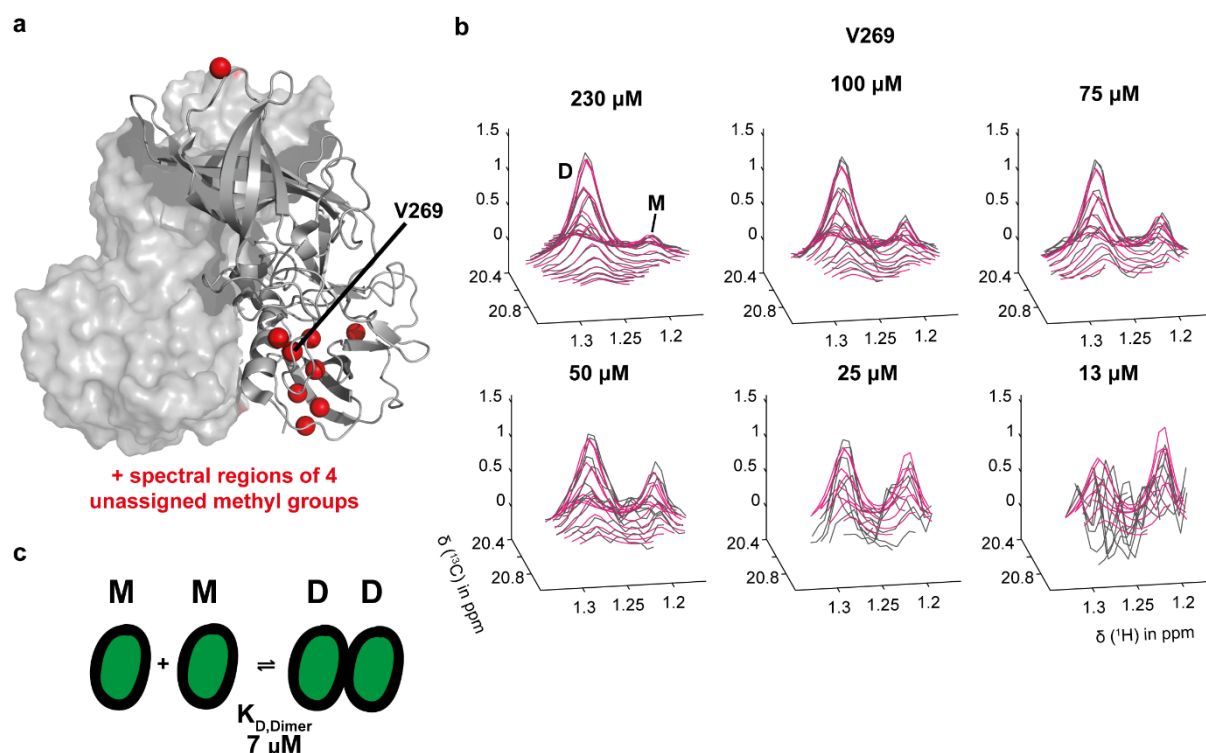 a
V269
+ spectral regions of 4
unassigned methyl groups
b
V269
230 µM
1.5
1
0.5
0
20.4
20.8
1.3
1.25
1.2
D
M
100 µM
1.5
1
0.5
0
20.4
20.8
1.3
1.25
1.2
75 µM
1.5
1
0.5
0
20.4
20.8
1.3
1.25
1.2
50 µM
1.5
1
0.5
0
20.4
20.8
1.3
1.25
1.2
δ (¹³C) in ppm
25 µM
1.5
1
0.5
0
20.4
20.8
1.3
1.25
1.2
13 µM
1.5
1
0.5
0
20.4
20.8
1.3
1.25
1.2
δ (¹H) in ppm
c
M M D D
+ ⇌
K_D,Dimer
7 µM